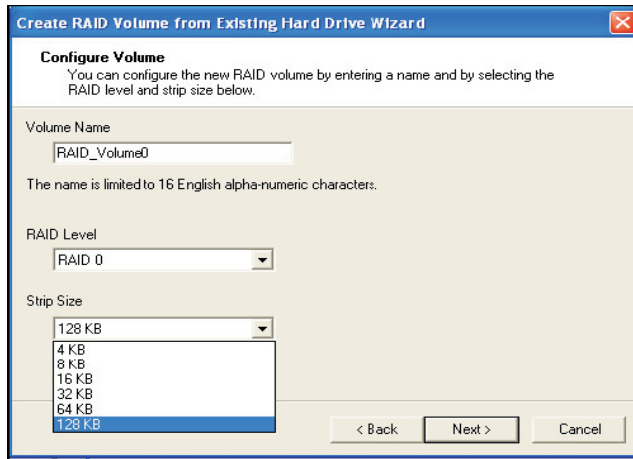 Create RAID Volume from Existing Hard Drive Wizard
Configure Volume
You can configure the new RAID volume by entering a name and by selecting the
RAID level and strip size below.
Volume Name
RAID_Volume0
The name is limited to 16 English alpha-numeric characters.
RAID Level
RAID 0
Strip Size
128 KB
4 KB
8 KB
16 KB
32 KB
64 KB
128 KB
< Back
Next >
Cancel